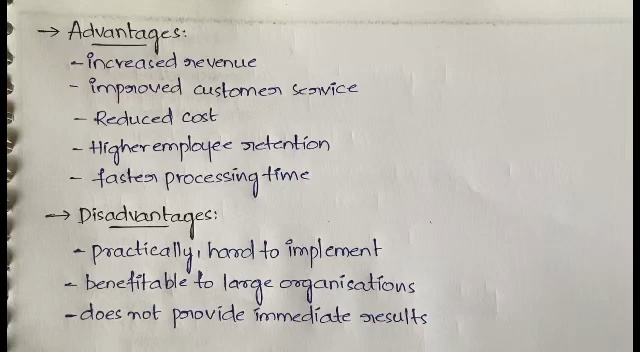 → Advantages:
- increased revenue
- improved customer service
- Reduced cost
- Higher employee retention
- faster processing time
→ Disadvantages:
- practically, hard to implement
- benefitable to large organisations
- does not provide immediate results